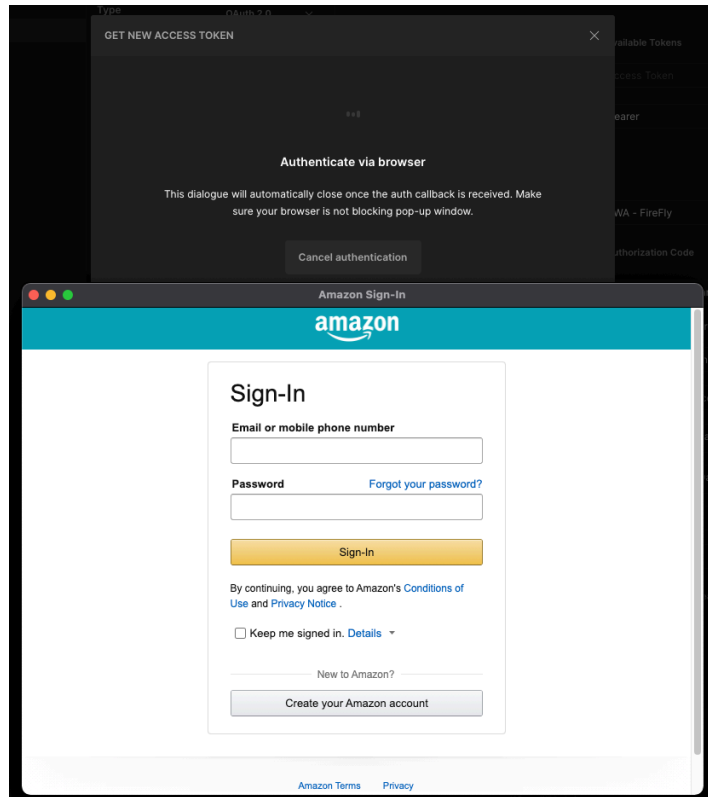 Type
OAuth 2.0
GET NEW ACCESS TOKEN
vailable Tokens
ccess Token
earer
Authenticate via browser
This dialogue will automatically close once the auth callback is received. Make
sure your browser is not blocking pop-up window.
WA - FireFly
Cancel authentication
uthorization Code
Amazon Sign-In
amazon
Sign-In
Email or mobile phone number
Password
Forgot your password?
Sign-In
By continuing, you agree to Amazon's Conditions of
Use and Privacy Notice .
Keep me signed in. Details
New to Amazon?
Create your Amazon account
Amazon Terms
Privacy